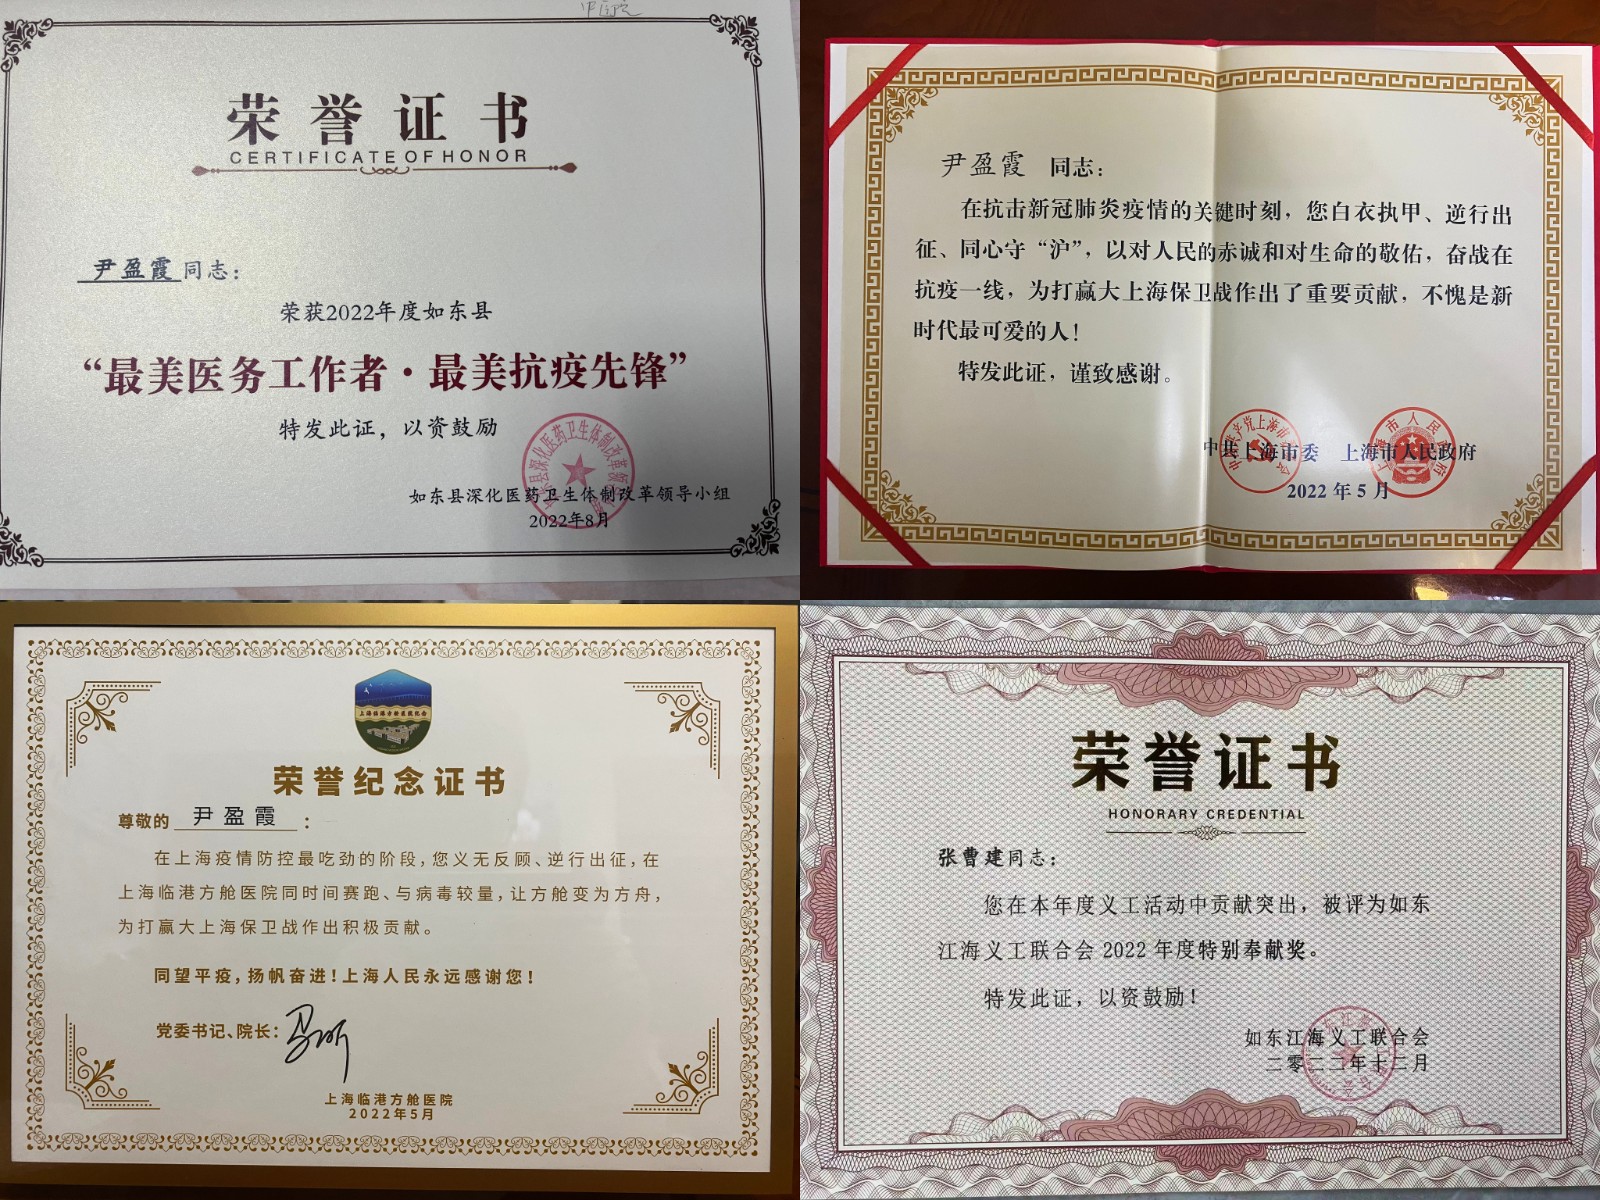 中医院
荣誉证书
CERTIFICATE OF HONOR
尹盈霞同志：
荣获2022年度如东县
“最美医务工作者·最美抗疫先锋”
特发此证，以资鼓励
如东县深化医药卫生体制改革领导小组
2022年8月
尹盈霞 同志：
在抗击新冠肺炎疫情的关键时刻，您白衣执甲、逆行出
征、同心守“沪”，以对人民的赤诚和对生命的敬佑，奋战在
抗疫一线，为打赢大上海保卫战作出了重要贡献，不愧是新
时代最可爱的人！
特发此证，谨致感谢。
中共上海市委 上海市人民政府
2022 年 5 月
荣誉纪念证书
尊敬的 尹盈霞 ：
在上海疫情防控最吃劲的阶段，您义无反顾、逆行出征，在
上海临港方舱医院同时间赛跑、与病毒较量，让方舱变为方舟，
为打赢大上海保卫战作出积极贡献。
同望平疫，扬帆奋进！上海人民永远感谢您！
党委书记、院长：
上海临港方舱医院
2022年5月
荣誉证书
HONORARY CREDENTIAL
张曹建同志：
您在本年度义工活动中贡献突出，被评为如东
江海义工联合会 2022 年度特别奉献奖。
特发此证，以资鼓励！
如东江海义工联合会
二零二二年十二月